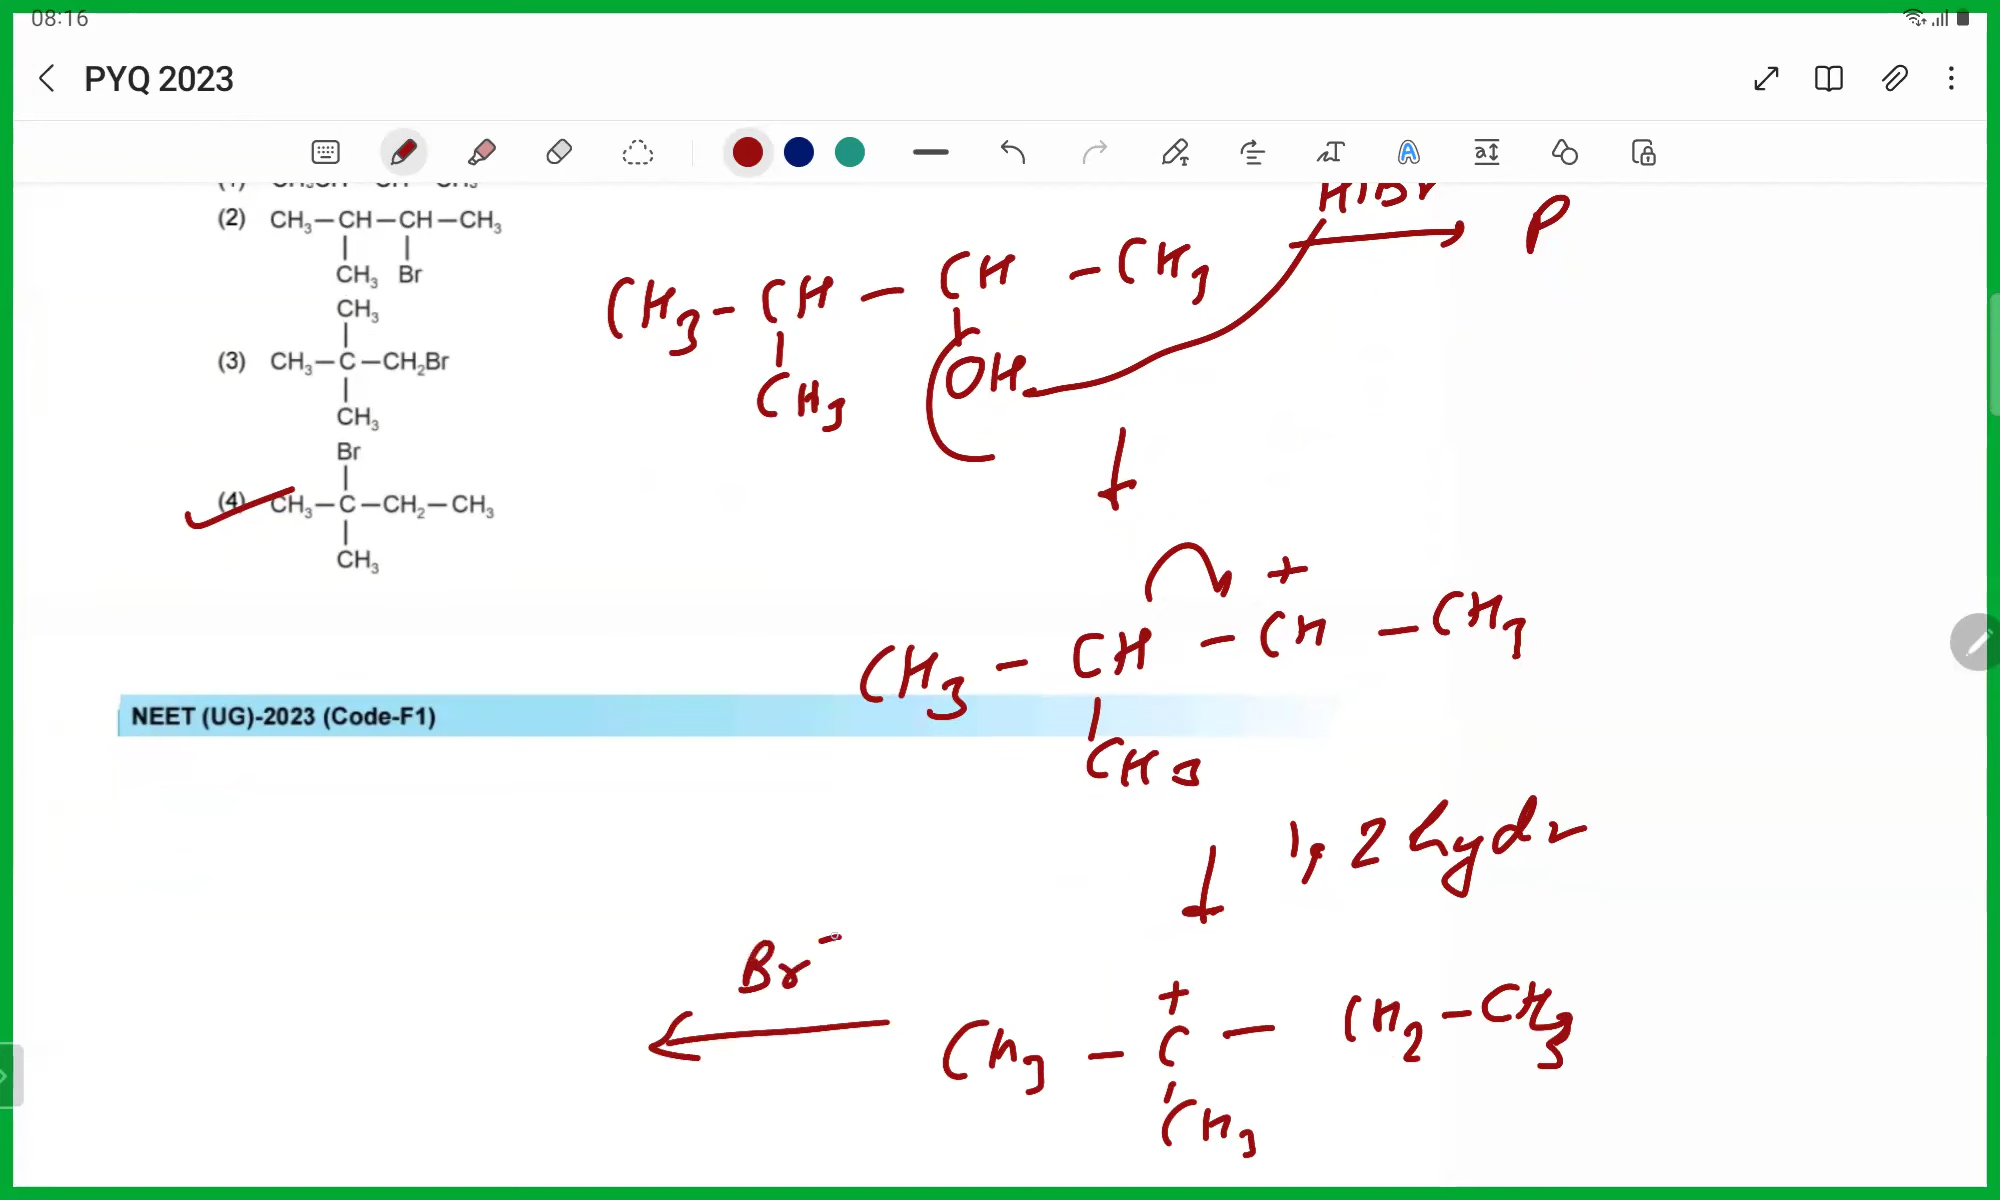 08:16
PYQ 2023
(2) CH₃—CH—CH—CH₃
CH₃ Br
CH₃
(3) CH₃—C—CH₂Br
CH₃
Br
(4) CH₃—C—CH₂—CH₃
CH₃
NEET (UG)-2023 (Code-F1)
P
CH₃ - CH - CH - CH₃
CH₃ OH
+
CH₃ - CH - CH - CH₃
CH₃
1,2 hydr
Br⁻
+
CH₃ - C - CH₂ - CH₃
CH₃